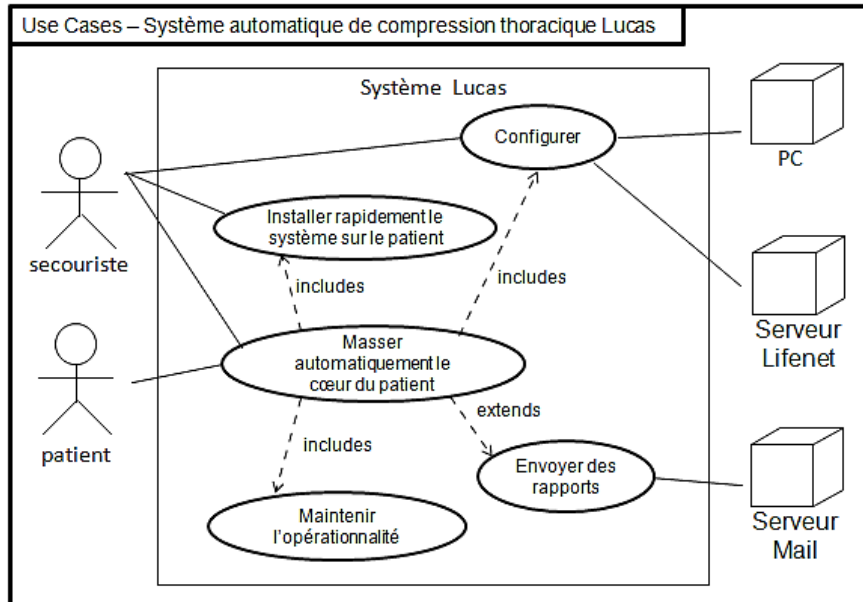 Use Cases – Système automatique de compression thoracique Lucas
Système Lucas
Configurer
PC
Installer rapidement le
système sur le patient
secouriste
includes
includes
Serveur
Lifenet
Masser
automatiquement le
cœur du patient
patient
extends
includes
Envoyer des
rapports
Maintenir
l'opérationnalité
Serveur
Mail